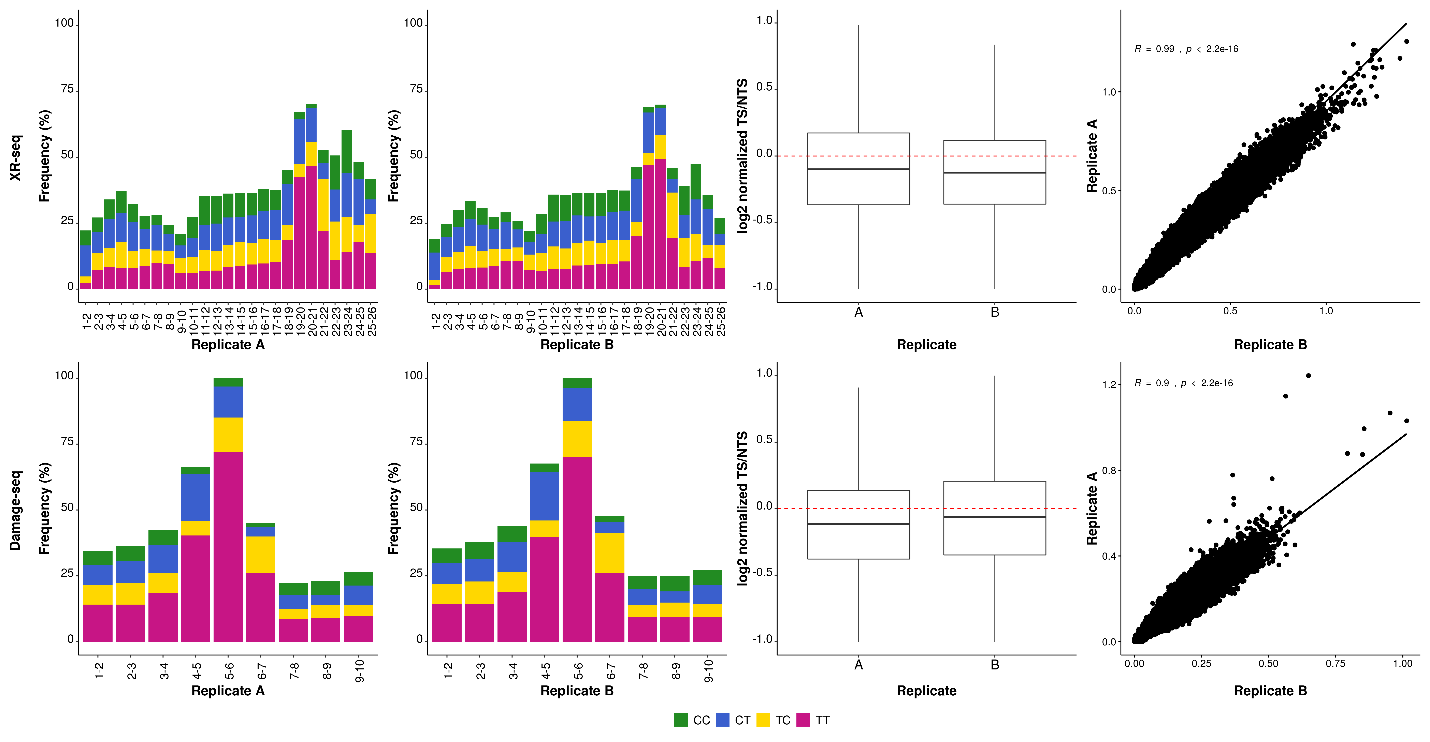 XR-seq
Frequency (%)
100
75
50
25
0
1-2 2-3 3-4 4-5 5-6 6-7 7-8 8-9 9-10 10-11 11-12 12-13 13-14 14-15 15-16 16-17 17-18 18-19 19-20 20-21 21-22 22-23 23-24 24-25 25-26
Replicate A
Frequency (%)
100
75
50
25
0
1-2 2-3 3-4 4-5 5-6 6-7 7-8 8-9 9-10 10-11 11-12 12-13 13-14 14-15 15-16 16-17 17-18 18-19 19-20 20-21 21-22 22-23 23-24 24-25 25-26
Replicate B
log2 normalized TS/NTS
1.0
0.5
0.0
-0.5
-1.0
A B
Replicate
Replicate A
R = 0.99 , p < 2.2e-16
1.0
0.5
0.0
0.0 0.5 1.0
Replicate B
Damage-seq
Frequency (%)
100
75
50
25
0
1-2 2-3 3-4 4-5 5-6 6-7 7-8 8-9 9-10
Replicate A
Frequency (%)
100
75
50
25
0
1-2 2-3 3-4 4-5 5-6 6-7 7-8 8-9 9-10
Replicate B
log2 normalized TS/NTS
1.0
0.5
0.0
-0.5
-1.0
A B
Replicate
Replicate A
R = 0.9 , p < 2.2e-16
1.2
0.8
0.4
0.0
0.00 0.25 0.50 0.75 1.00
Replicate B
CC CT TC TT